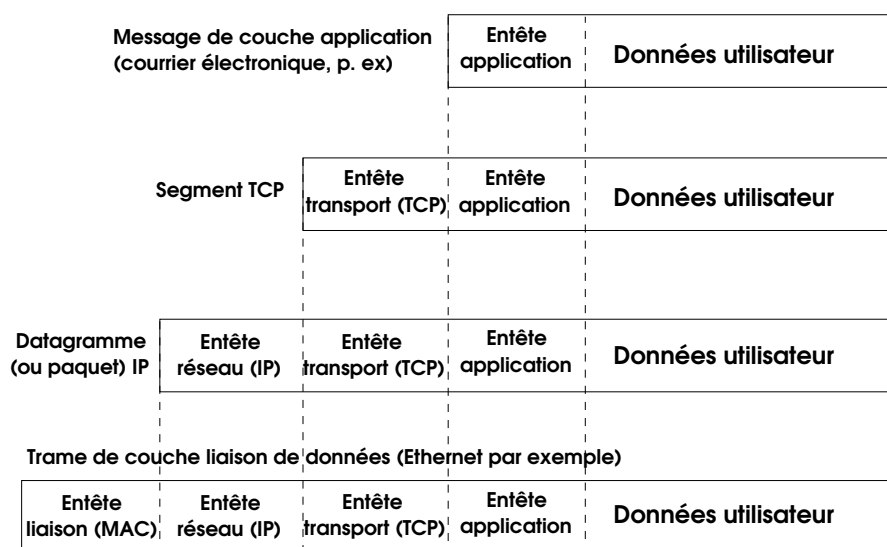 Message de couche application
(courrier électronique, p. ex)
Entête
application
Données utilisateur
Segment TCP
Entête
transport (TCP)
Entête
application
Données utilisateur
Datagramme
(ou paquet) IP
Entête
réseau (IP)
Entête
transport (TCP)
Entête
application
Données utilisateur
Trame de couche liaison de données (Ethernet par exemple)
Entête
liaison (MAC)
Entête
réseau (IP)
Entête
transport (TCP)
Entête
application
Données utilisateur